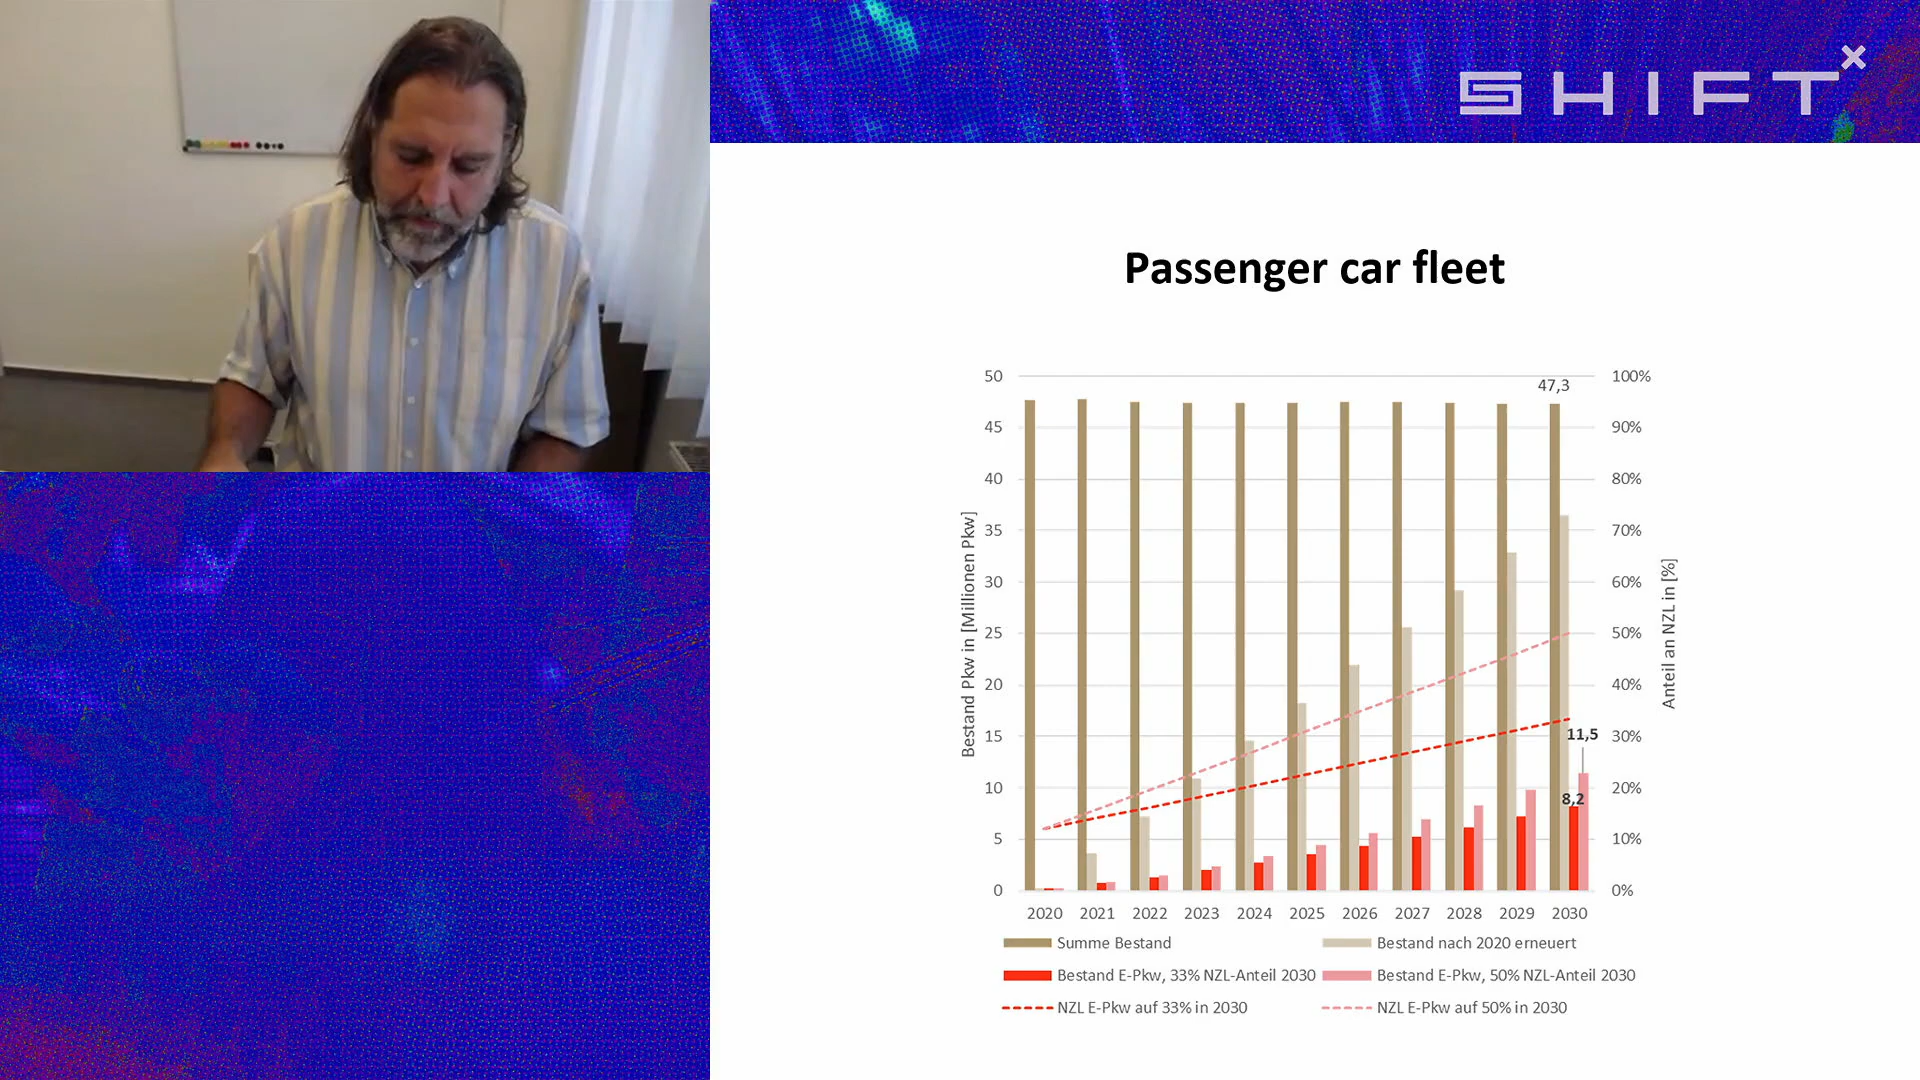 SHIFT×
Passenger car fleet
47,3
50
45
40
35
30
25
20
15
10
5
0
Bestand Pkw in [Millionen Pkw]
100%
90%
80%
70%
60%
50%
40%
30%
20%
10%
0%
Anteil an NZL in [%]
11,5
8,2
2020 2021 2022 2023 2024 2025 2026 2027 2028 2029 2030
Summe Bestand
Bestand nach 2020 erneuert
Bestand E-Pkw, 33% NZL-Anteil 2030
Bestand E-Pkw, 50% NZL-Anteil 2030
NZL E-Pkw auf 33% in 2030
NZL E-Pkw auf 50% in 2030